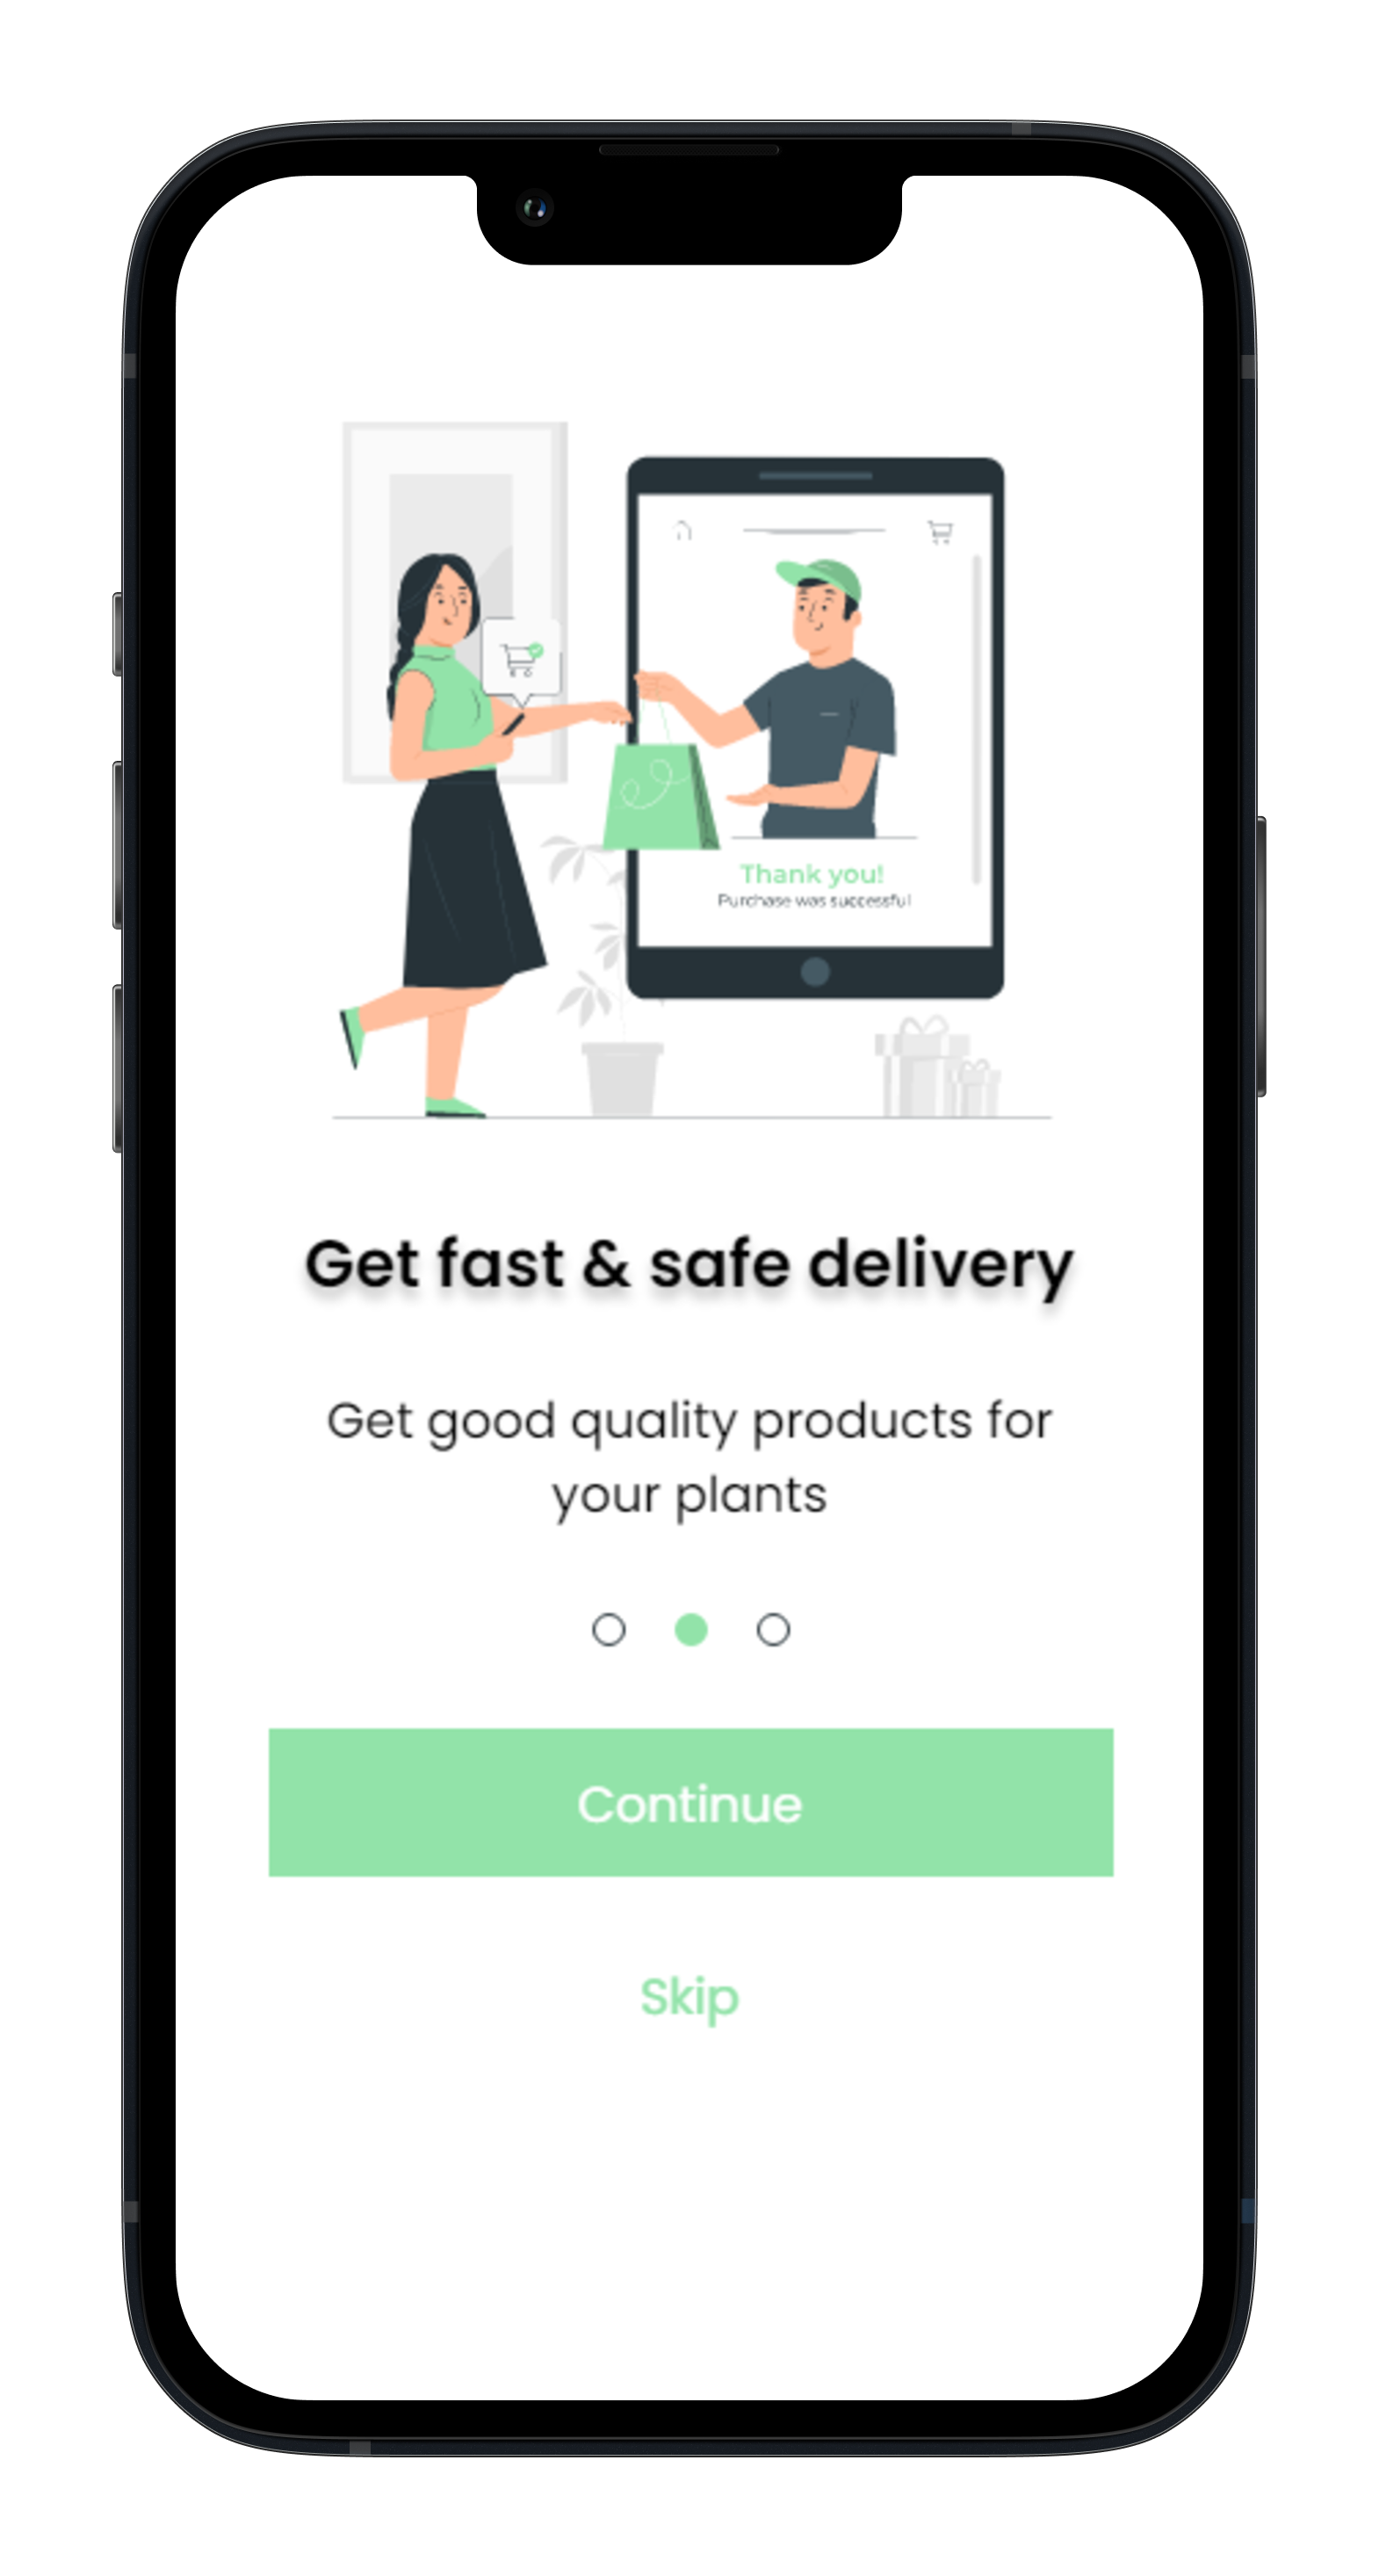 Thank you!
Purchase was successful
Get fast & safe delivery
Get good quality products for
your plants
Continue
Skip